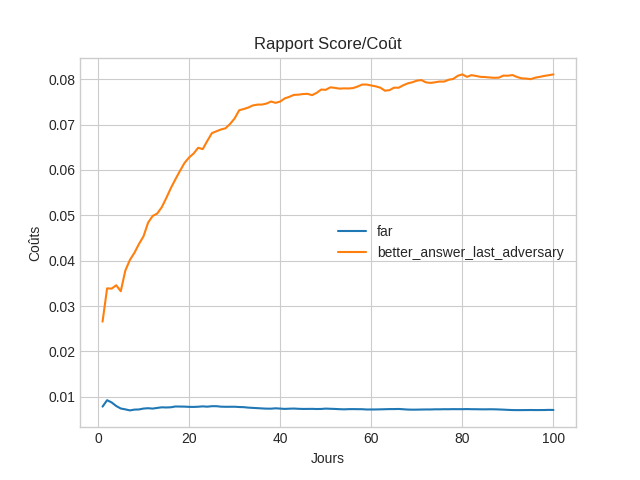 Rapport Score/Coût
0.08
0.07
0.06
0.05
0.04
0.03
0.02
0.01
Coûts
far
better_answer_last_adversary
0 20 40 60 80 100
Jours